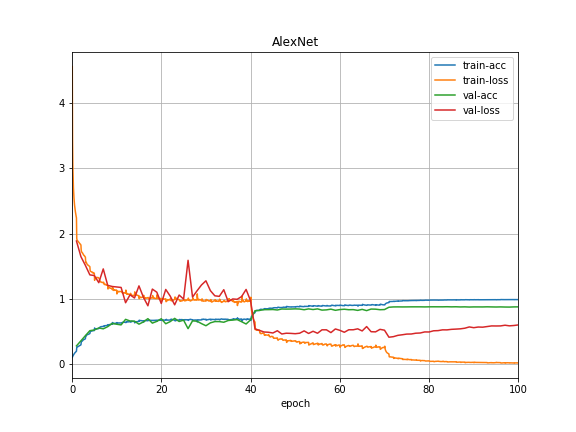 AlexNet
train-acc
train-loss
val-acc
val-loss
4
3
2
1
0
0 20 40 60 80 100
epoch